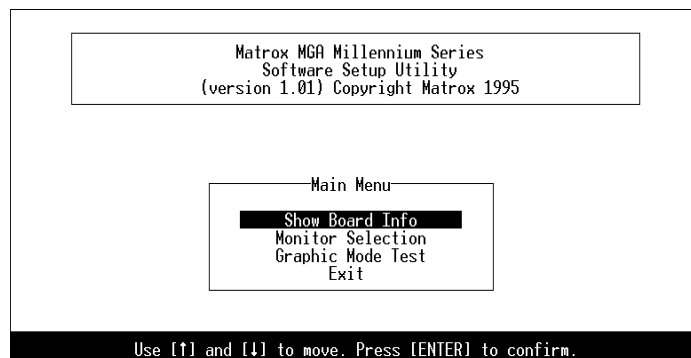 Matrox MGA Millennium Series
Software Setup Utility
(version 1.01) Copyright Matrox 1995
Main Menu
Show Board Info
Monitor Selection
Graphic Mode Test
Exit
Use [↑] and [↓] to move. Press [ENTER] to confirm.